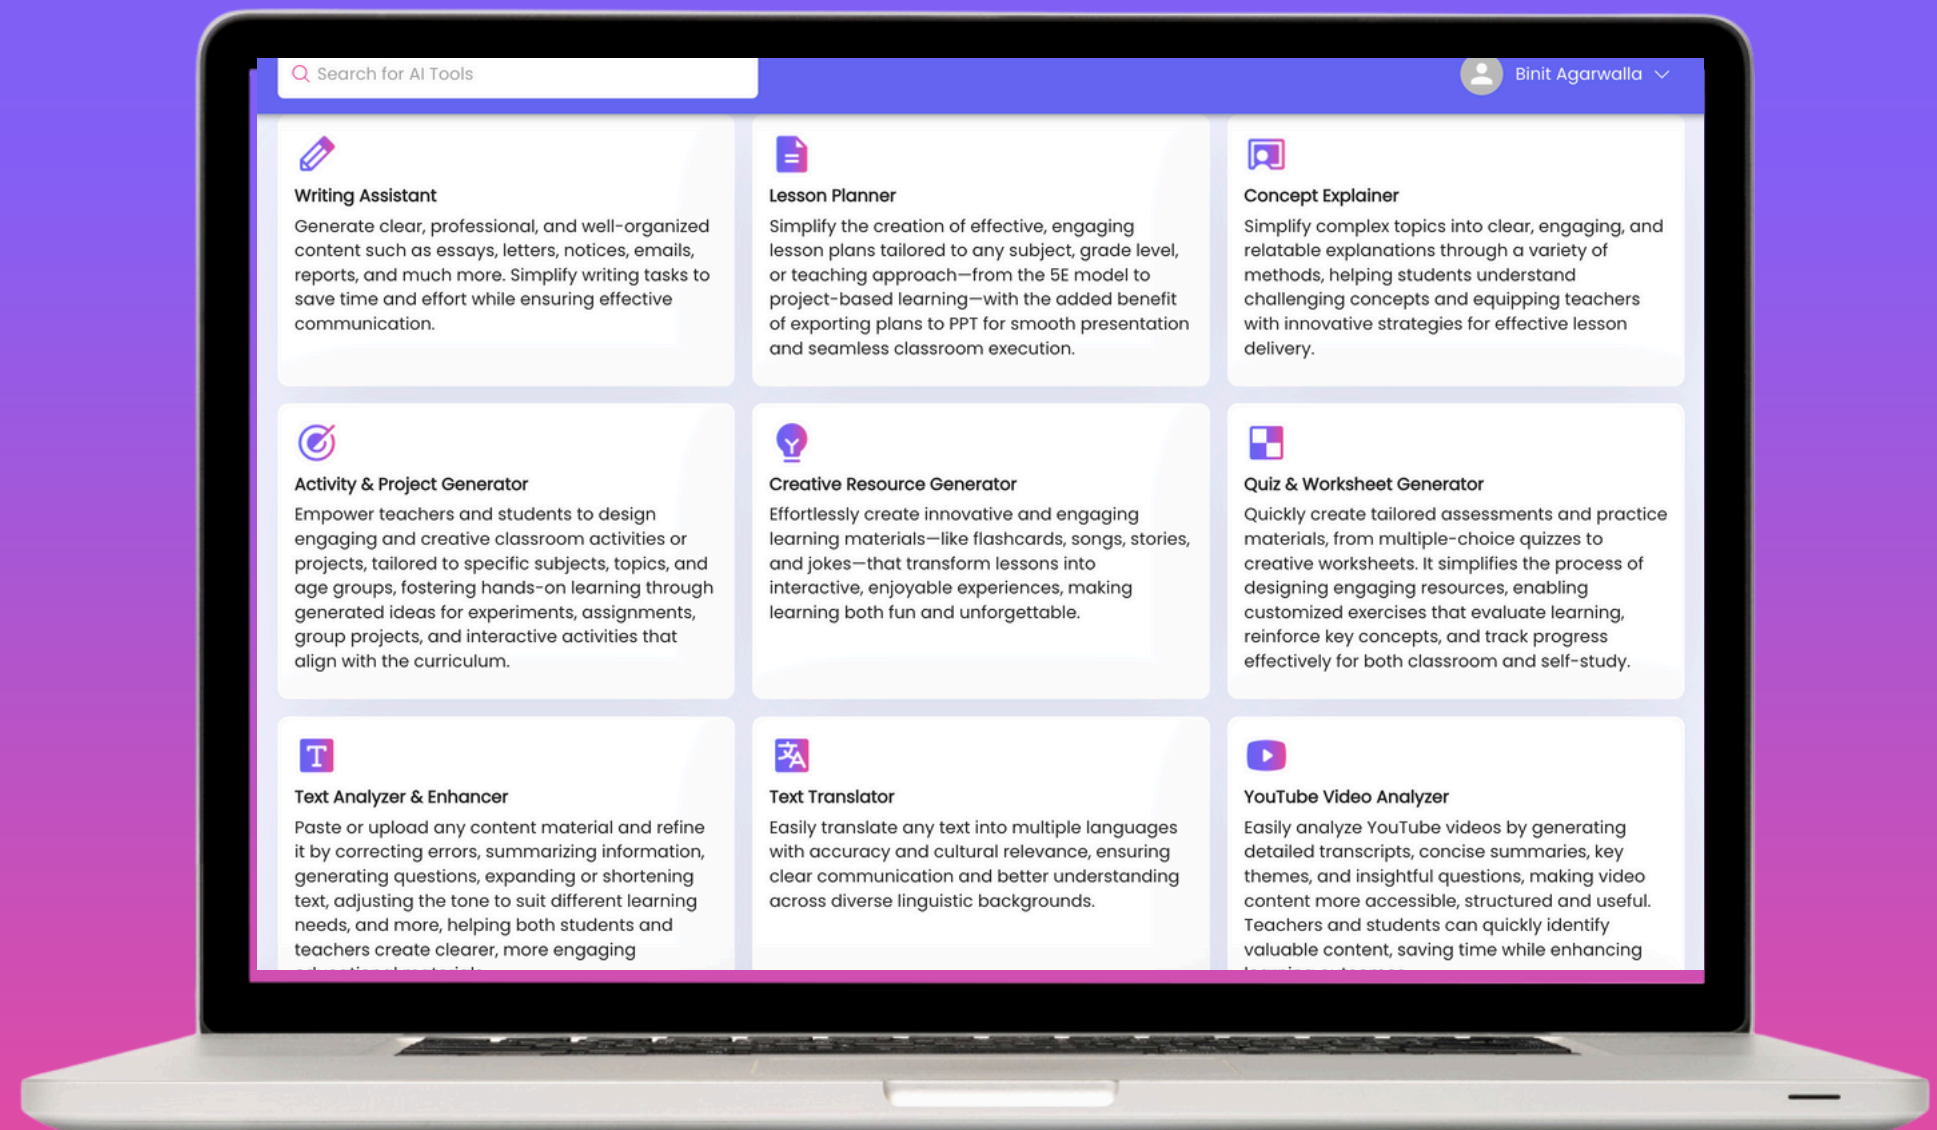 Search for AI Tools
Binit Agarwalla
Writing Assistant
Generate clear, professional, and well-organized
content such as essays, letters, notices, emails,
reports, and much more. Simplify writing tasks to
save time and effort while ensuring effective
communication.
Lesson Planner
Simplify the creation of effective, engaging
lesson plans tailored to any subject, grade level,
or teaching approach—from the 5E model to
project-based learning—with the added benefit
of exporting plans to PPT for smooth presentation
and seamless classroom execution.
Concept Explainer
Simplify complex topics into clear, engaging, and
relatable explanations through a variety of
methods, helping students understand
challenging concepts and equipping teachers
with innovative strategies for effective lesson
delivery.
Activity & Project Generator
Empower teachers and students to design
engaging and creative classroom activities or
projects, tailored to specific subjects, topics, and
age groups, fostering hands-on learning through
generated ideas for experiments, assignments,
group projects, and interactive activities that
align with the curriculum.
Creative Resource Generator
Effortlessly create innovative and engaging
learning materials—like flashcards, songs, stories,
and jokes—that transform lessons into
interactive, enjoyable experiences, making
learning both fun and unforgettable.
Quiz & Worksheet Generator
Quickly create tailored assessments and practice
materials, from multiple-choice quizzes to
creative worksheets. It simplifies the process of
designing engaging resources, enabling
customized exercises that evaluate learning,
reinforce key concepts, and track progress
effectively for both classroom and self-study.
Text Analyzer & Enhancer
Paste or upload any content material and refine
it by correcting errors, summarizing information,
generating questions, expanding or shortening
text, adjusting the tone to suit different learning
needs, and more, helping both students and
teachers create clearer, more engaging
Text Translator
Easily translate any text into multiple languages
with accuracy and cultural relevance, ensuring
clear communication and better understanding
across diverse linguistic backgrounds.
YouTube Video Analyzer
Easily analyze YouTube videos by generating
detailed transcripts, concise summaries, key
themes, and insightful questions, making video
content more accessible, structured and useful.
Teachers and students can quickly identify
valuable content, saving time while enhancing